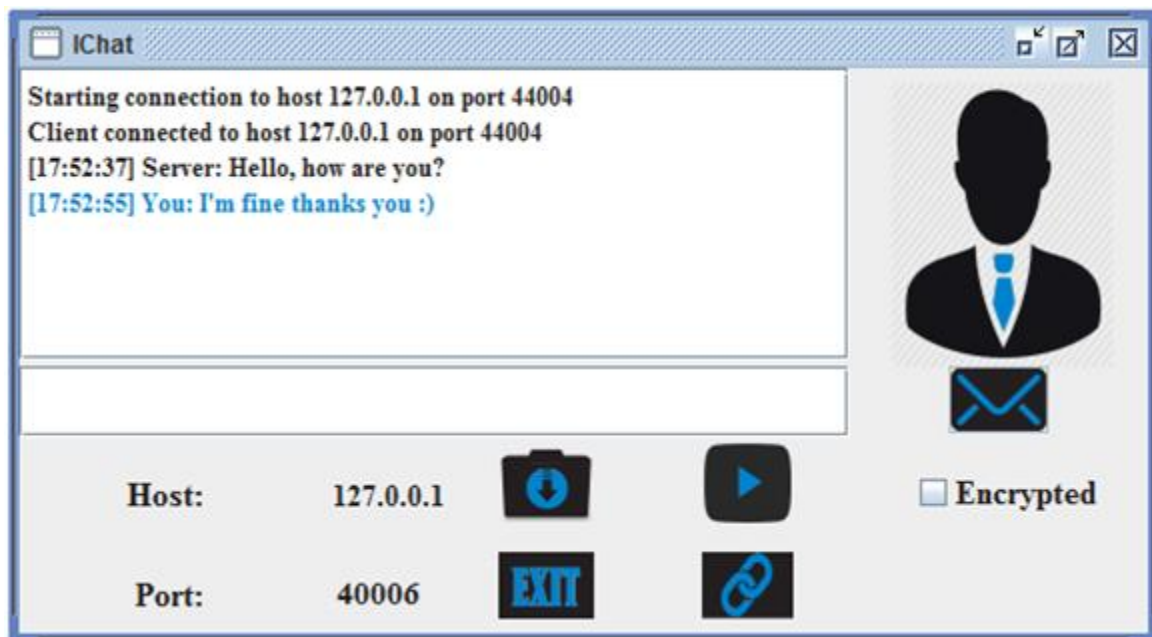 IChat
Starting connection to host 127.0.0.1 on port 44004
Client connected to host 127.0.0.1 on port 44004
[17:52:37] Server: Hello, how are you?
[17:52:55] You: I'm fine thanks you :)
Host: 127.0.0.1
Encrypted
Port: 40006
EXIT